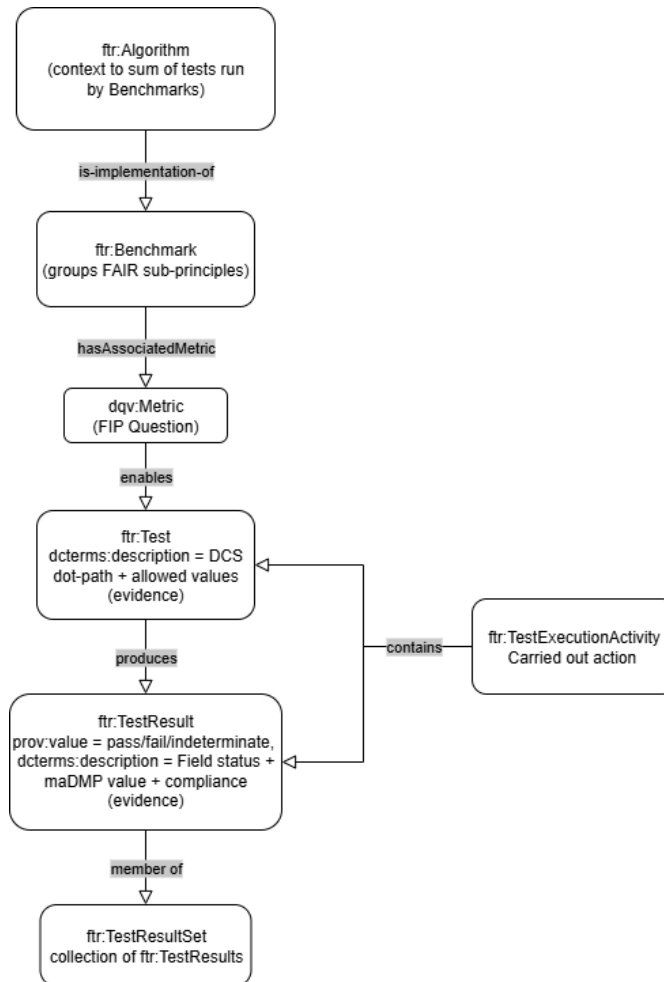 ftr:Algorithm
(context to sum of tests run
by Benchmarks)
is-implementation-of
ftr:Benchmark
(groups FAIR sub-principles)
hasAssociatedMetric
dqv:Metric
(FIP Question)
enables
ftr:Test
dcterms:description = DCS
dot-path + allowed values
(evidence)
contains
ftr:TestExecutionActivity
Carried out action
produces
ftr:TestResult
prov:value = pass/fail/indeterminate,
dcterms:description = Field status +
maDMP value + compliance
(evidence)
member of
ftr:TestResultSet
collection of ftr:TestResults